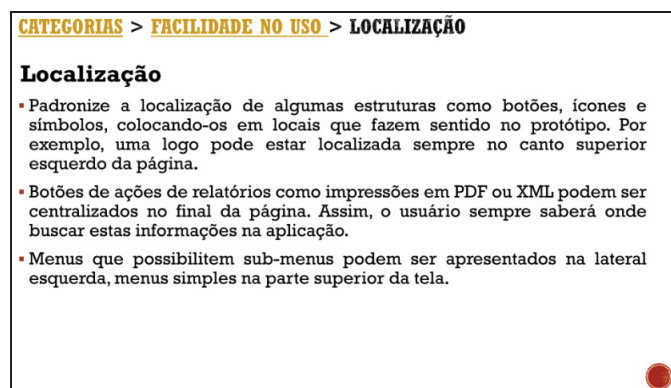 CATEGORIAS > FACILIDADE NO USO > LOCALIZAÇÃO
Localização
▪ Padronize a localização de algumas estruturas como botões, ícones e
símbolos, colocando-os em locais que fazem sentido no protótipo. Por
exemplo, uma logo pode estar localizada sempre no canto superior
esquerdo da página.
▪ Botões de ações de relatórios como impressões em PDF ou XML podem ser
centralizados no final da página. Assim, o usuário sempre saberá onde
buscar estas informações na aplicação.
▪ Menus que possibilitem sub-menus podem ser apresentados na lateral
esquerda, menus simples na parte superior da tela.